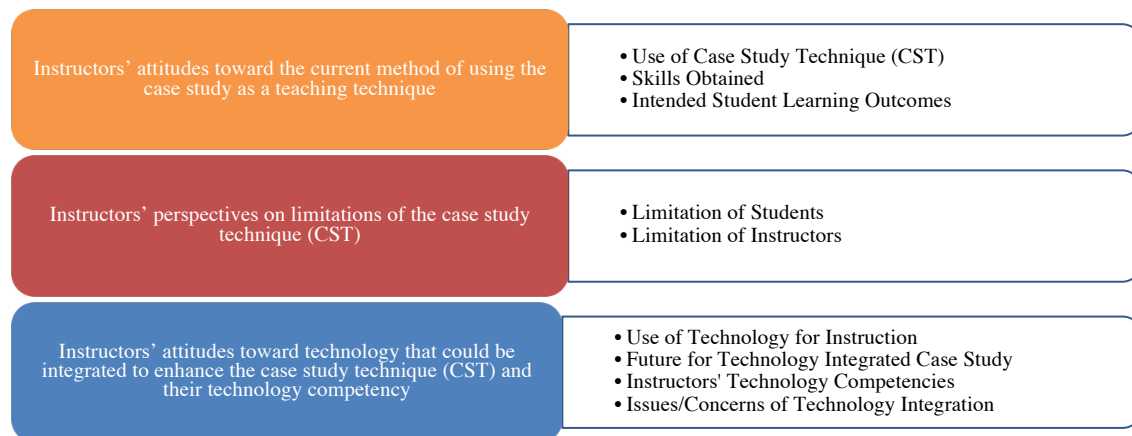 Instructors’ attitudes toward the current method of using the
case study as a teaching technique
• Use of Case Study Technique (CST)
• Skills Obtained
• Intended Student Learning Outcomes
Instructors’ perspectives on limitations of the case study
technique (CST)
• Limitation of Students
• Limitation of Instructors
Instructors’ attitudes toward technology that could be
integrated to enhance the case study technique (CST) and
their technology competency
• Use of Technology for Instruction
• Future for Technology Integrated Case Study
• Instructors' Technology Competencies
• Issues/Concerns of Technology Integration